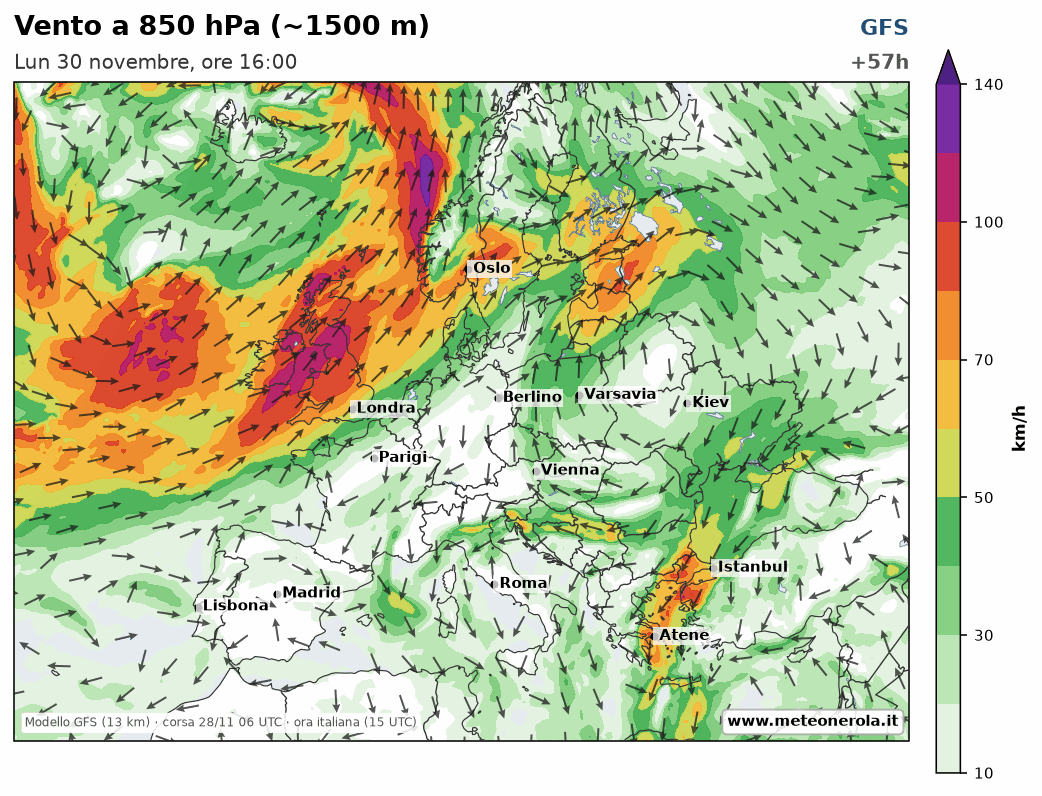 Vento a 850 hPa (~1500 m)
GFS
Lun 30 novembre, ore 16:00
+57h
140
100
70
50
30
10
km/h
Oslo
Londra
Berlino
Varsavia
Kiev
Parigi
Vienna
Istanbul
Roma
Madrid
Lisbona
Atene
Modello GFS (13 km) · corsa 28/11 06 UTC · ora italiana (15 UTC)
www.meteonerola.it